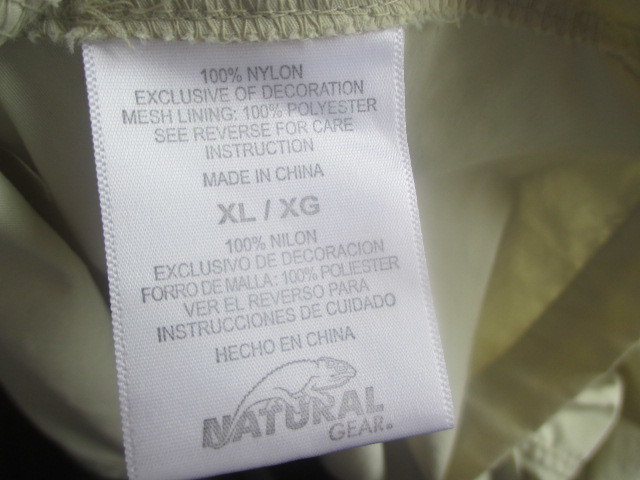 100% NYLON
EXCLUSIVE OF DECORATION
MESH LINING: 100% POLYESTER
SEE REVERSE FOR CARE
INSTRUCTION
MADE IN CHINA
XL / XG
100% NILON
EXCLUSIVO DE DECORACION
FORRO DE MALLA: 100% POLIESTER
VER EL REVERSO PARA
INSTRUCCIONES DE CUIDADO
HECHO EN CHINA
NATURAL
GEAR®